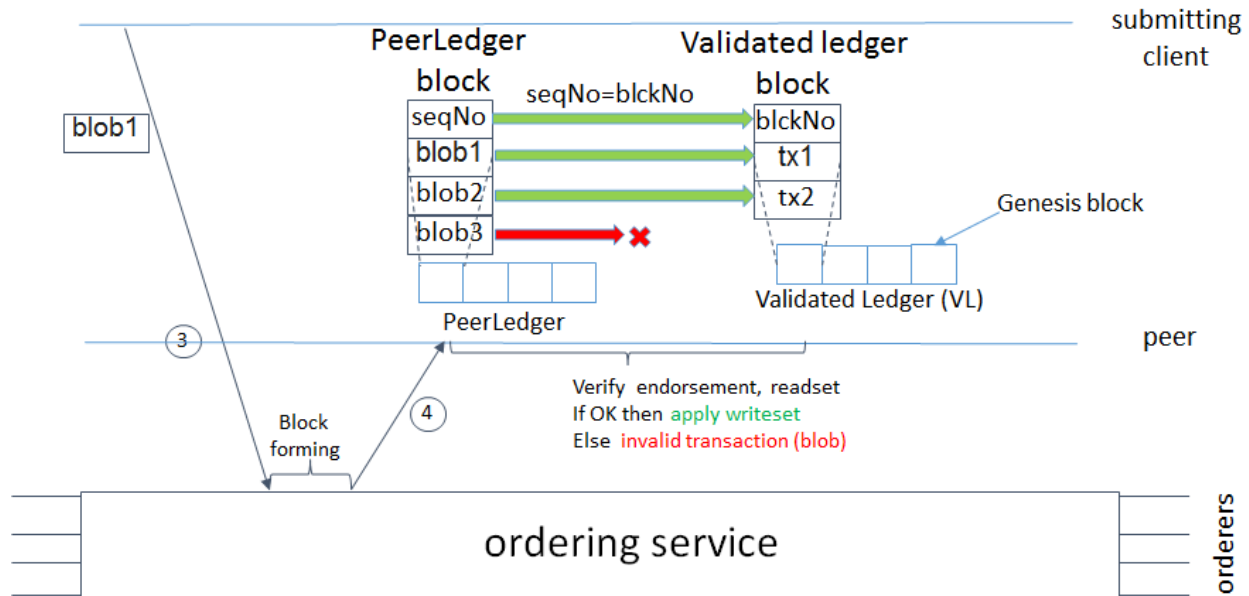 submitting
client
PeerLedger
Validated ledger
block
block
seqNo=blckNo
seqNo
blckNo
blob1
blob1
tx1
blob2
tx2
blob3
Genesis block
Validated Ledger (VL)
PeerLedger
3
peer
Verify endorsement, readset
If OK then apply writeset
Else invalid transaction (blob)
4
Block
forming
ordering service
orderers